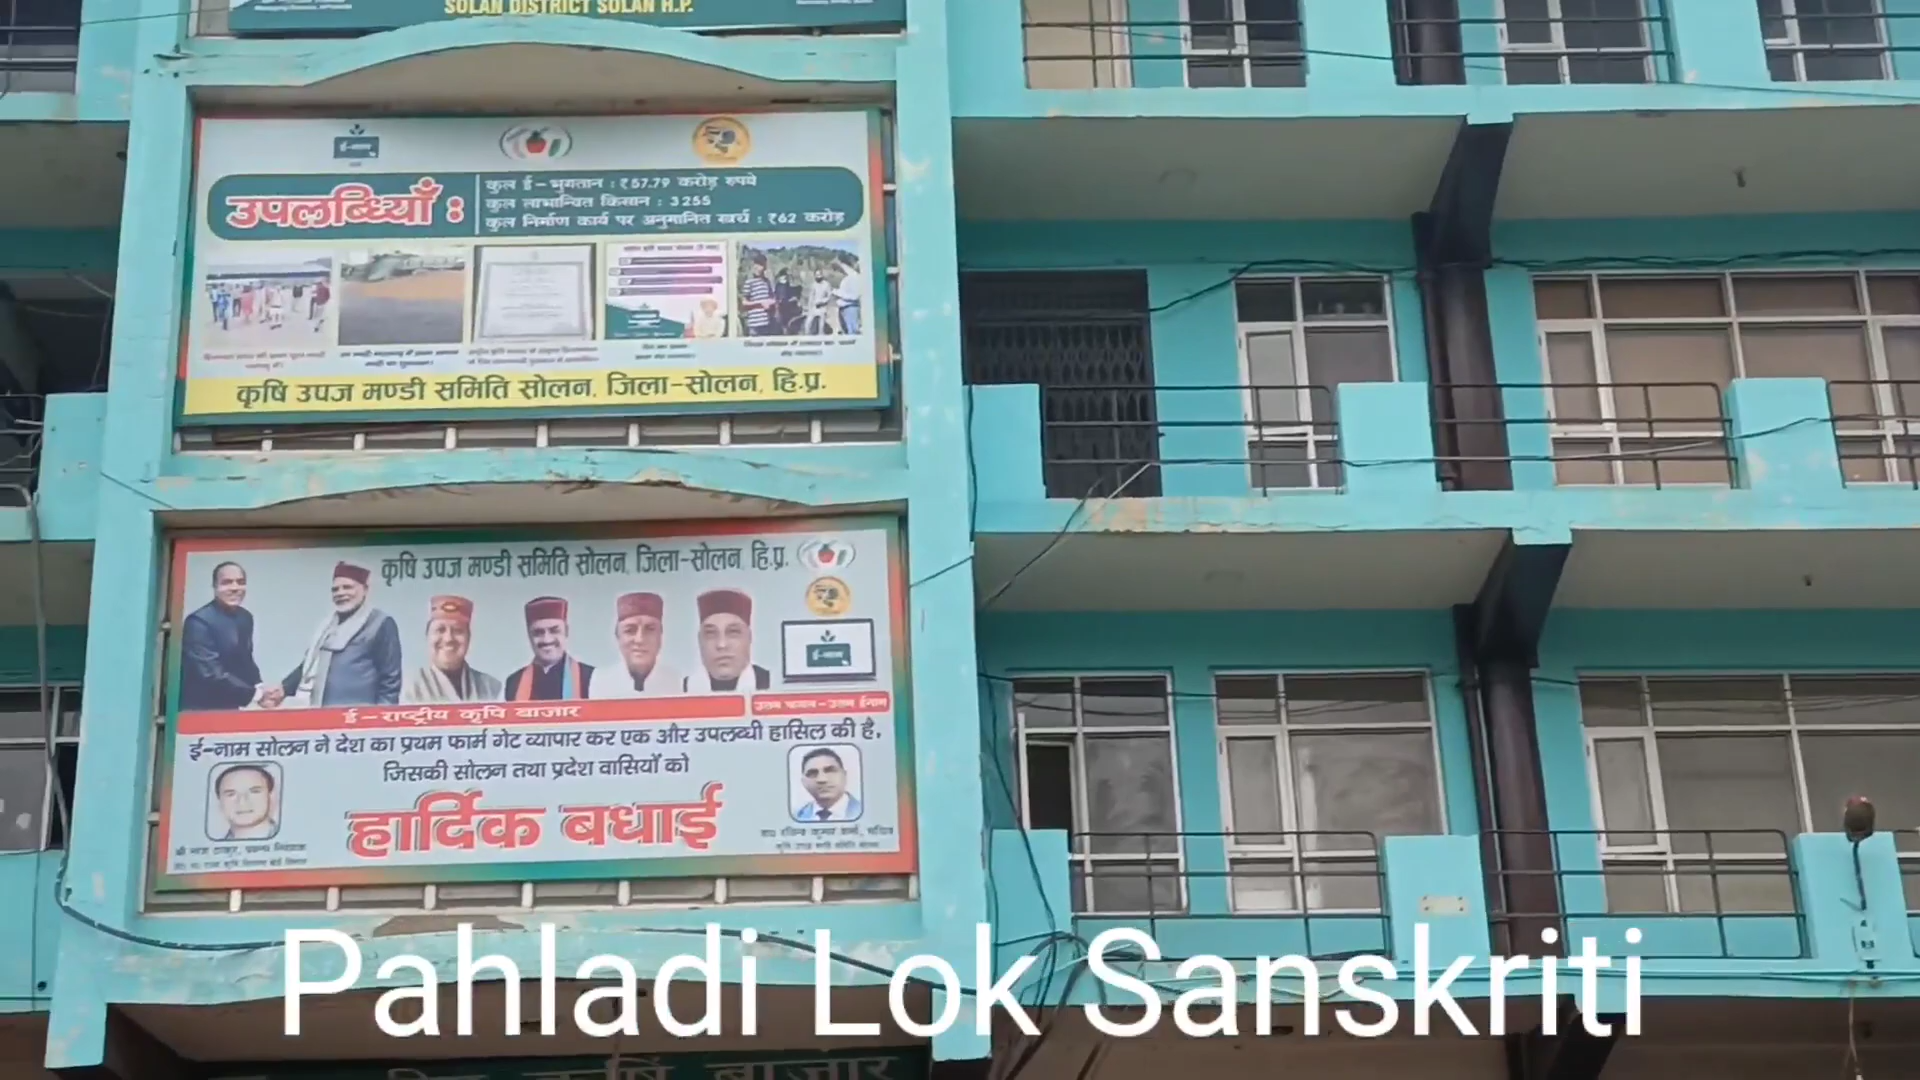 SOLAN DISTRICT SOLAN H.P.
ई-नाम
उपलब्धियाँ :
कुल ई-भुगतान : ₹57.79 करोड़ रुपये
कुल लाभान्वित किसान : 3255
कुल निर्माण कार्य पर अनुमानित खर्च : ₹62 करोड़
कृषि उपज मण्डी समिति सोलन, जिला-सोलन, हि.प्र.
कृषि उपज मण्डी समिति सोलन, जिला-सोलन, हि.प्र.
ई-नाम
ई-राष्ट्रीय कृषि बाजार
ई-नाम सोलन ने देश का प्रथम फार्म गेट व्यापार कर एक और उपलब्धी हासिल की है,
जिसकी सोलन तथा प्रदेश वासियों को
हार्दिक बधाई
Pahladi Lok Sanskriti
कृषि बाजार